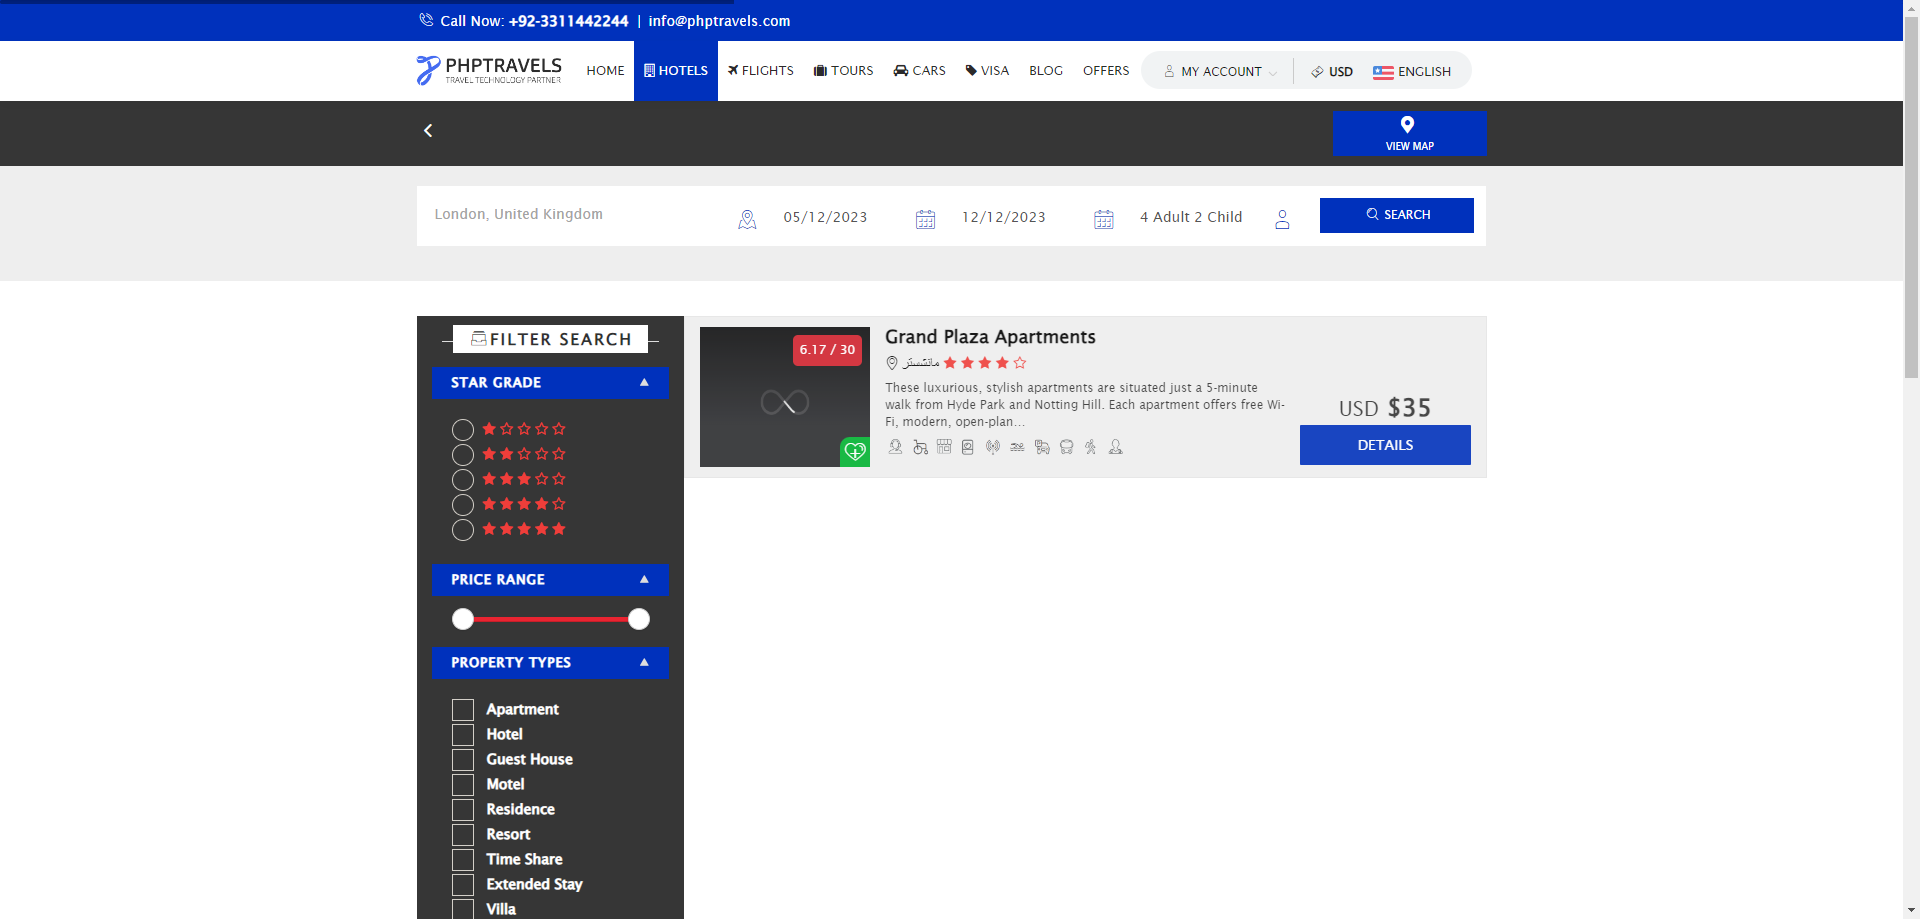 Call Now: +92-3311442244 | info@phptravels.com
PHPTRAVELS
TRAVEL TECHNOLOGY PARTNER
HOME
HOTELS
FLIGHTS
TOURS
CARS
VISA
BLOG
OFFERS
MY ACCOUNT
USD
ENGLISH
VIEW MAP
London, United Kingdom
05/12/2023
12/12/2023
4 Adult 2 Child
SEARCH
FILTER SEARCH
STAR GRADE
PRICE RANGE
PROPERTY TYPES
Apartment
Hotel
Guest House
Motel
Residence
Resort
Time Share
Extended Stay
Villa
6.17 / 30
Grand Plaza Apartments
مانشستر
These luxurious, stylish apartments are situated just a 5-minute
walk from Hyde Park and Notting Hill. Each apartment offers free Wi-
Fi, modern, open-plan...
USD $35
DETAILS